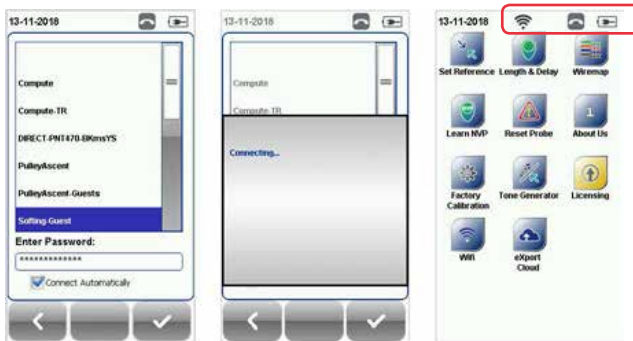 13-11-2018
Compute
Compute-TR
DIRECT-PNT470-BKmsYS
PulleyAscent
PulleyAscent-Guests
Softing-Guest
Enter Password:
*************
Connect Automatically
13-11-2018
Compute
Compute-TR
Connecting...
13-11-2018
Set Reference Length & Delay Wiremap
Learn NVP Reset Probe About Us
Factory Calibration Tone Generator Licensing
Wifi eXport Cloud